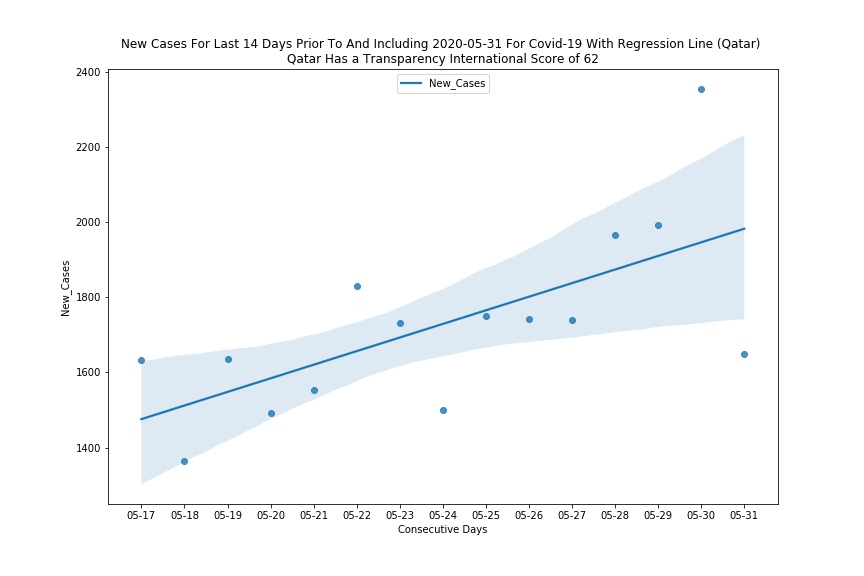 New Cases For Last 14 Days Prior To And Including 2020-05-31 For Covid-19 With Regression Line (Qatar)
Qatar Has a Transparency International Score of 62
New_Cases
2400
2200
2000
1800
1600
1400
New_Cases
05-17 05-18 05-19 05-20 05-21 05-22 05-23 05-24 05-25 05-26 05-27 05-28 05-29 05-30 05-31
Consecutive Days